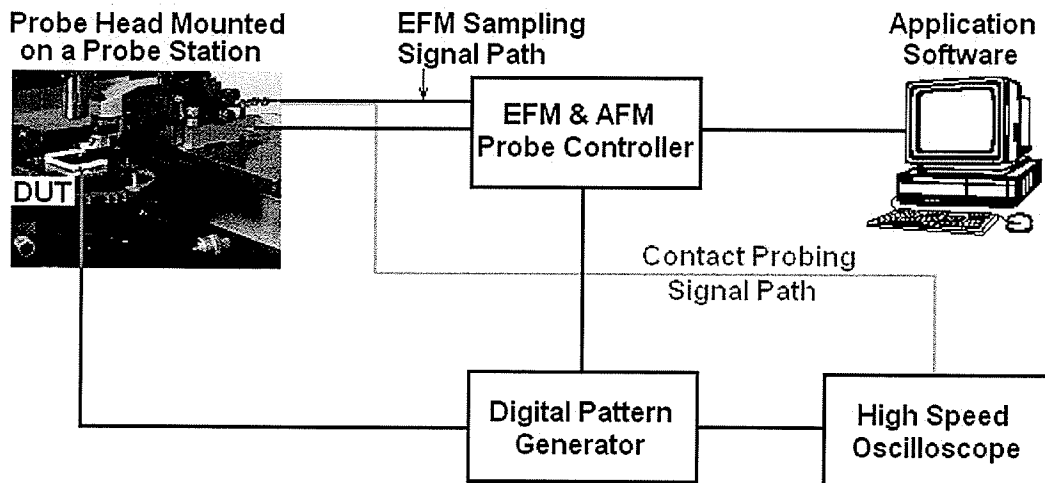 Probe Head Mounted
on a Probe Station
EFM Sampling
Signal Path
Application
Software
EFM & AFM
Probe Controller
DUT
Contact Probing
Signal Path
Digital Pattern
Generator
High Speed
Oscilloscope